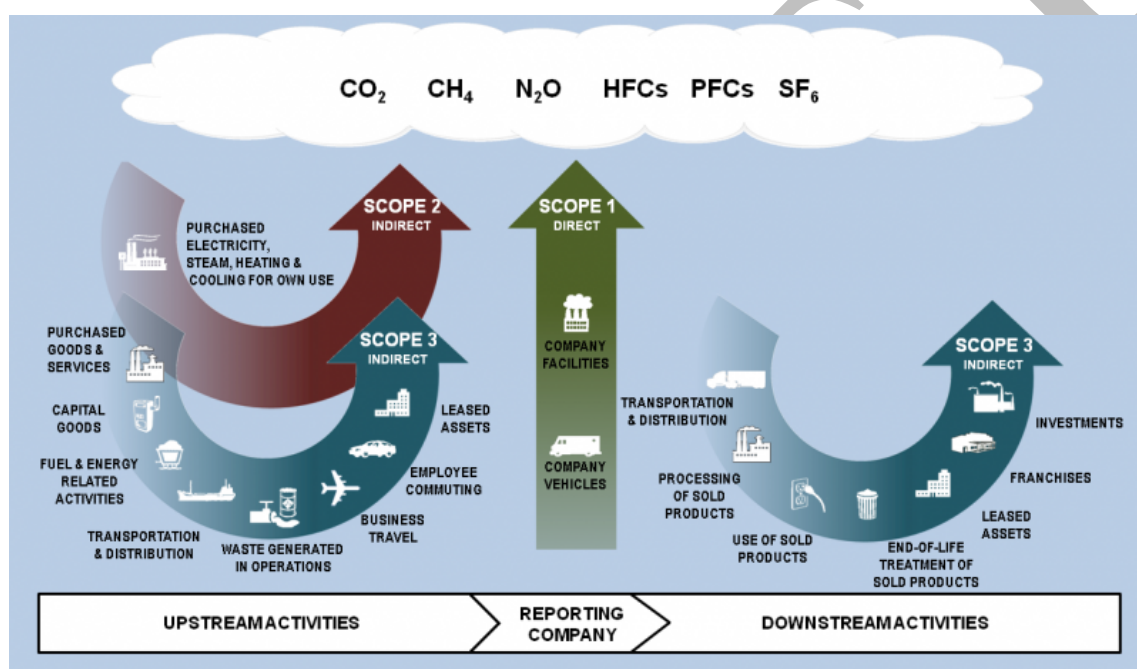 CO₂ CH₄ N₂O HFCs PFCs SF₆
SCOPE 2
INDIRECT
PURCHASED
ELECTRICITY,
STEAM, HEATING &
COOLING FOR OWN USE
SCOPE 3
INDIRECT
PURCHASED
GOODS &
SERVICES
CAPITAL
GOODS
FUEL & ENERGY
RELATED
ACTIVITIES
TRANSPORTATION
& DISTRIBUTION
WASTE GENERATED
IN OPERATIONS
BUSINESS
TRAVEL
EMPLOYEE
COMMUTING
LEASED
ASSETS
SCOPE 1
DIRECT
COMPANY
FACILITIES
COMPANY
VEHICLES
SCOPE 3
INDIRECT
TRANSPORTATION
& DISTRIBUTION
PROCESSING
OF SOLD
PRODUCTS
USE OF SOLD
PRODUCTS
END-OF-LIFE
TREATMENT OF
SOLD PRODUCTS
LEASED
ASSETS
FRANCHISES
INVESTMENTS
UPSTREAMACTIVITIES
REPORTING
COMPANY
DOWNSTREAMACTIVITIES